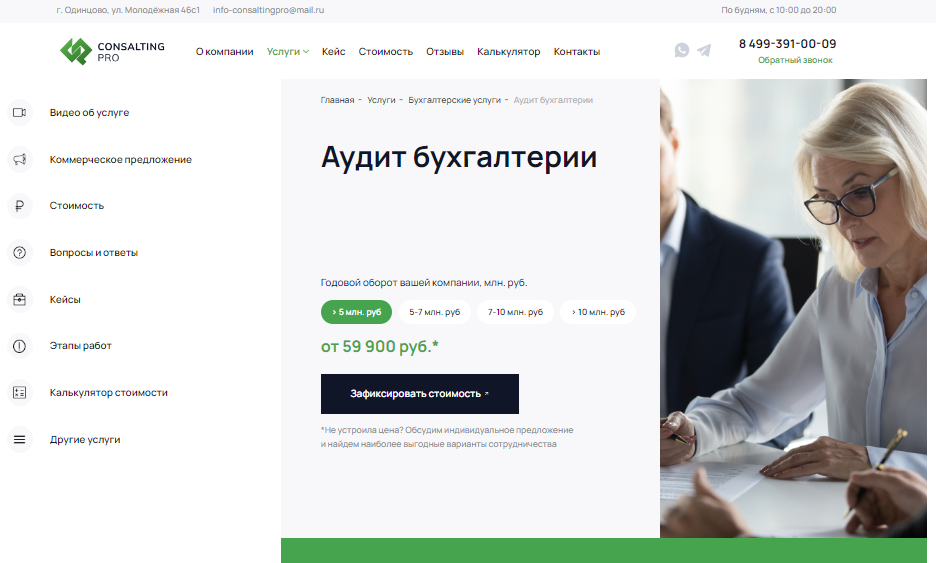 г. Одинцово, ул. Молодёжная 46с1 info-consaltingpro@mail.ru По будням, с 10:00 до 20:00
CONSALTING
PRO
О компании Услуги Кейс Стоимость Отзывы Калькулятор Контакты
8 499-391-00-09
Обратный звонок
Видео об услуге
Коммерческое предложение
Стоимость
Вопросы и ответы
Кейсы
Этапы работ
Калькулятор стоимости
Другие услуги
Главная - Услуги - Бухгалтерские услуги - Аудит бухгалтерии
Аудит бухгалтерии
Годовой оборот вашей компании, млн. руб.
> 5 млн. руб 5-7 млн. руб 7-10 млн. руб > 10 млн. руб
от 59 900 руб.*
Зафиксировать стоимость
*Не устроила цена? Обсудим индивидуальное предложение
и найдем наиболее выгодные варианты сотрудничества